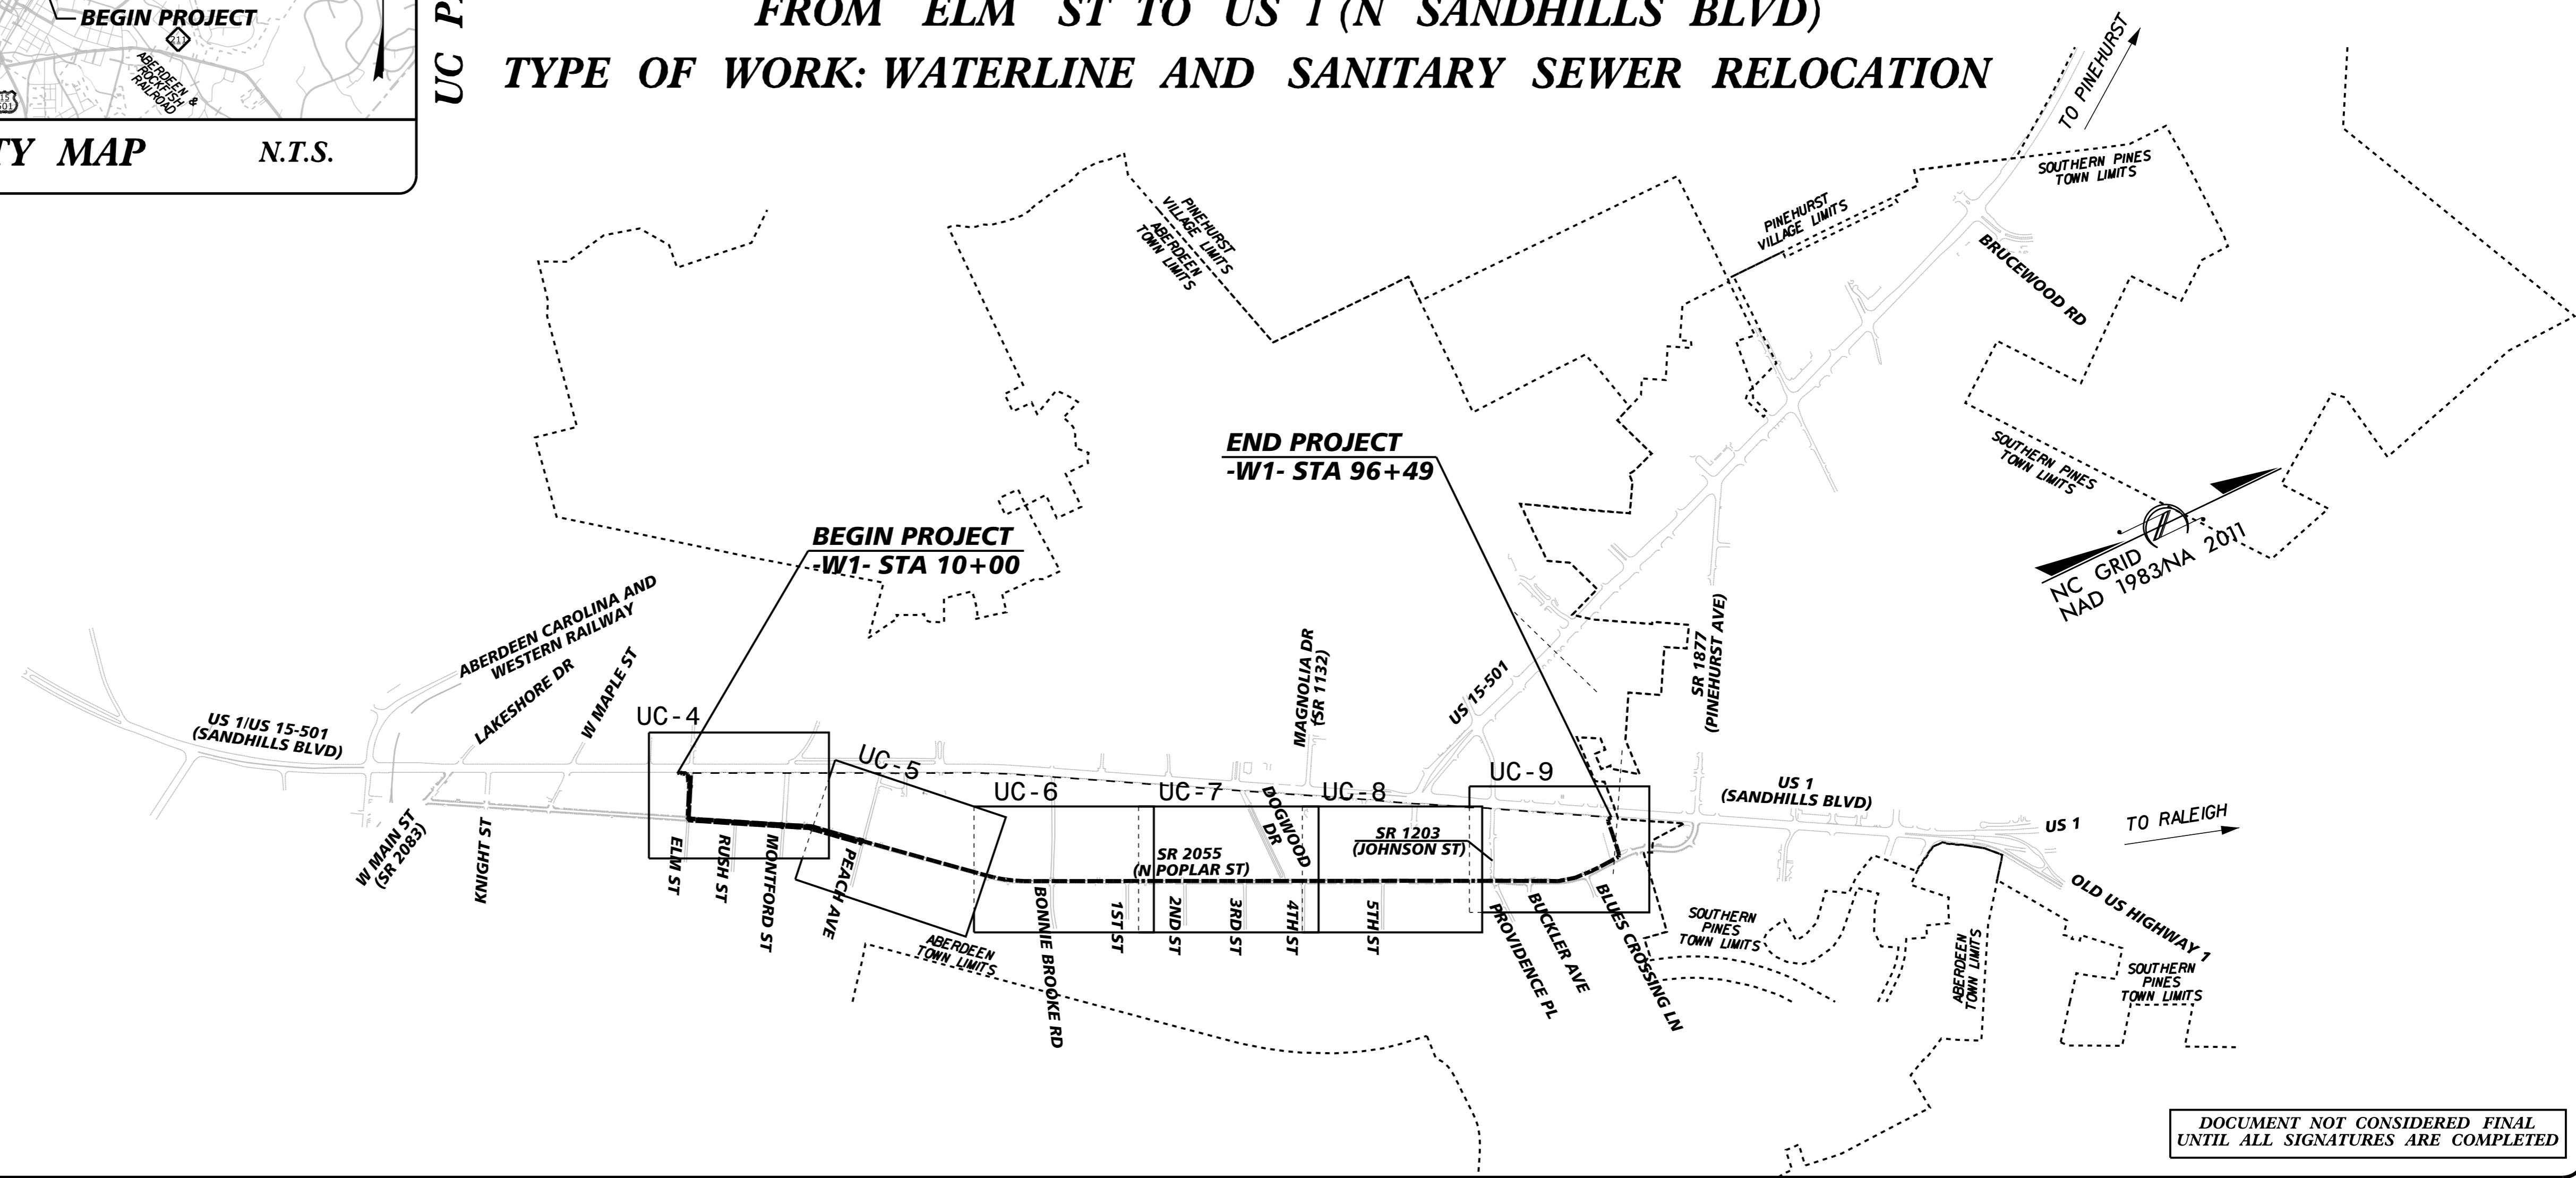 BEGIN PROJECT
211
ABERDEEN &
ROCKFISH
RAILROAD
15
501
TY MAP
N.T.S.
UC P
FROM ELM ST TO US 1 (N SANDHILLS BLVD)
TYPE OF WORK: WATERLINE AND SANITARY SEWER RELOCATION
TO PINEHURST
SOUTHERN PINES
TOWN LIMITS
PINEHURST
VILLAGE LIMITS
ABERDEEN
TOWN LIMITS
PINEHURST
VILLAGE LIMITS
BRUCEWOOD RD
END PROJECT
-W1- STA 96+49
SOUTHERN PINES
TOWN LIMITS
BEGIN PROJECT
-W1- STA 10+00
NC GRID
NAD 1983/NA 2011
ABERDEEN CAROLINA AND
WESTERN RAILWAY
LAKESHORE DR
W MAPLE ST
US 1/US 15-501
(SANDHILLS BLVD)
MAGNOLIA DR
(SR 1132)
US 15-501
SR 1877
(PINEHURST AVE)
UC-4
UC-5
UC-6
UC-7
UC-8
UC-9
US 1
(SANDHILLS BLVD)
US 1
TO RALEIGH
W MAIN ST
(SR 2083)
KNIGHT ST
ELM ST
RUSH ST
MONTFORD ST
PEACH AVE
DOGWOOD
DR
SR 2055
(N POPLAR ST)
SR 1203
(JOHNSON ST)
BONNIE BROOKE RD
1ST ST
2ND ST
3RD ST
4TH ST
5TH ST
PROVIDENCE PL
BUCKLER AVE
BLUES CROSSING LN
ABERDEEN
TOWN LIMITS
SOUTHERN
PINES
TOWN LIMITS
ABERDEEN
TOWN LIMITS
OLD US HIGHWAY 1
SOUTHERN
PINES
TOWN LIMITS
DOCUMENT NOT CONSIDERED FINAL
UNTIL ALL SIGNATURES ARE COMPLETED